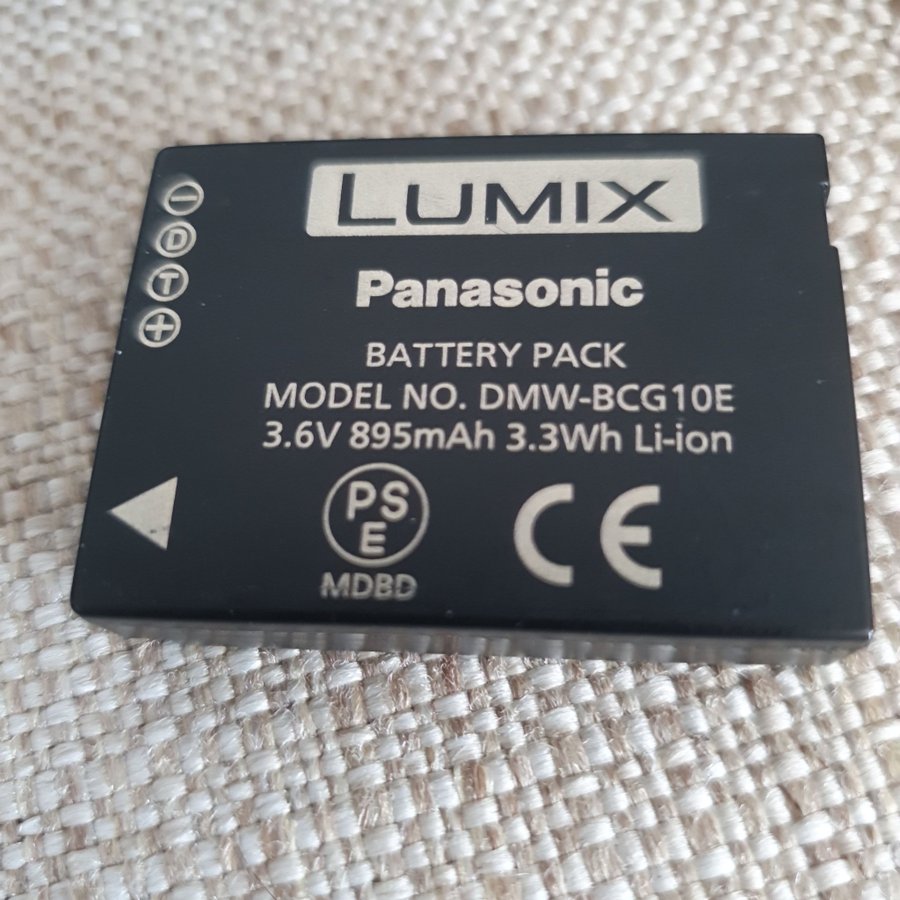 LUMIX
Panasonic
BATTERY PACK
MODEL NO. DMW-BCG10E
3.6V 895mAh 3.3Wh Li-ion
−
D
T
+
PS
E
CE
MDBD